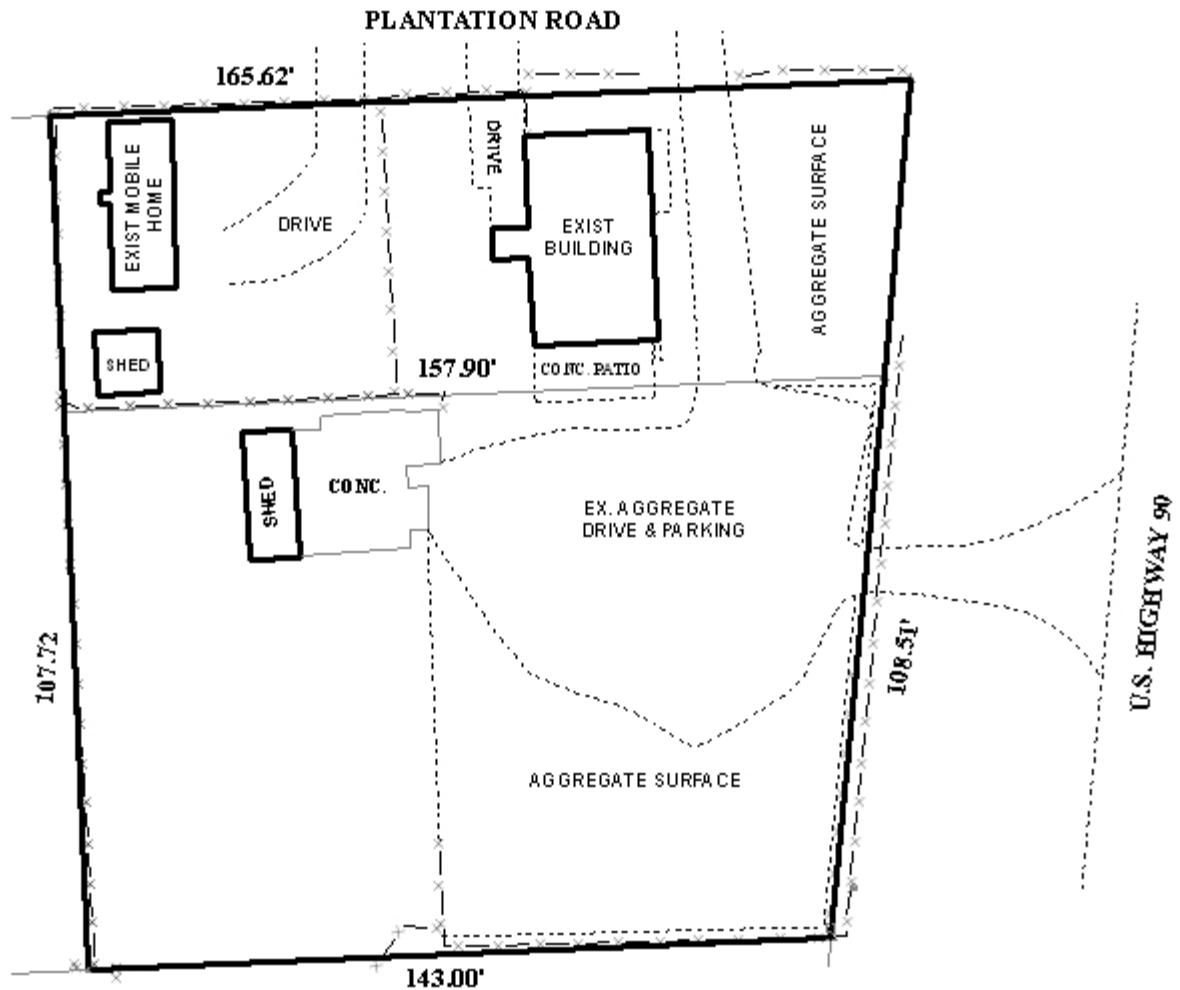 PLANTATION ROAD
165.62'
DRIVE
AGGREGATE SURFACE
EXIST MOBILE
HOME
DRIVE
EXIST
BUILDING
SHED
157.90'
CONC. PATIO
SHED
CONC.
EX. AGGREGATE
DRIVE & PARKING
U.S. HIGHWAY 90
107.72
108.51'
AGGREGATE SURFACE
143.00'